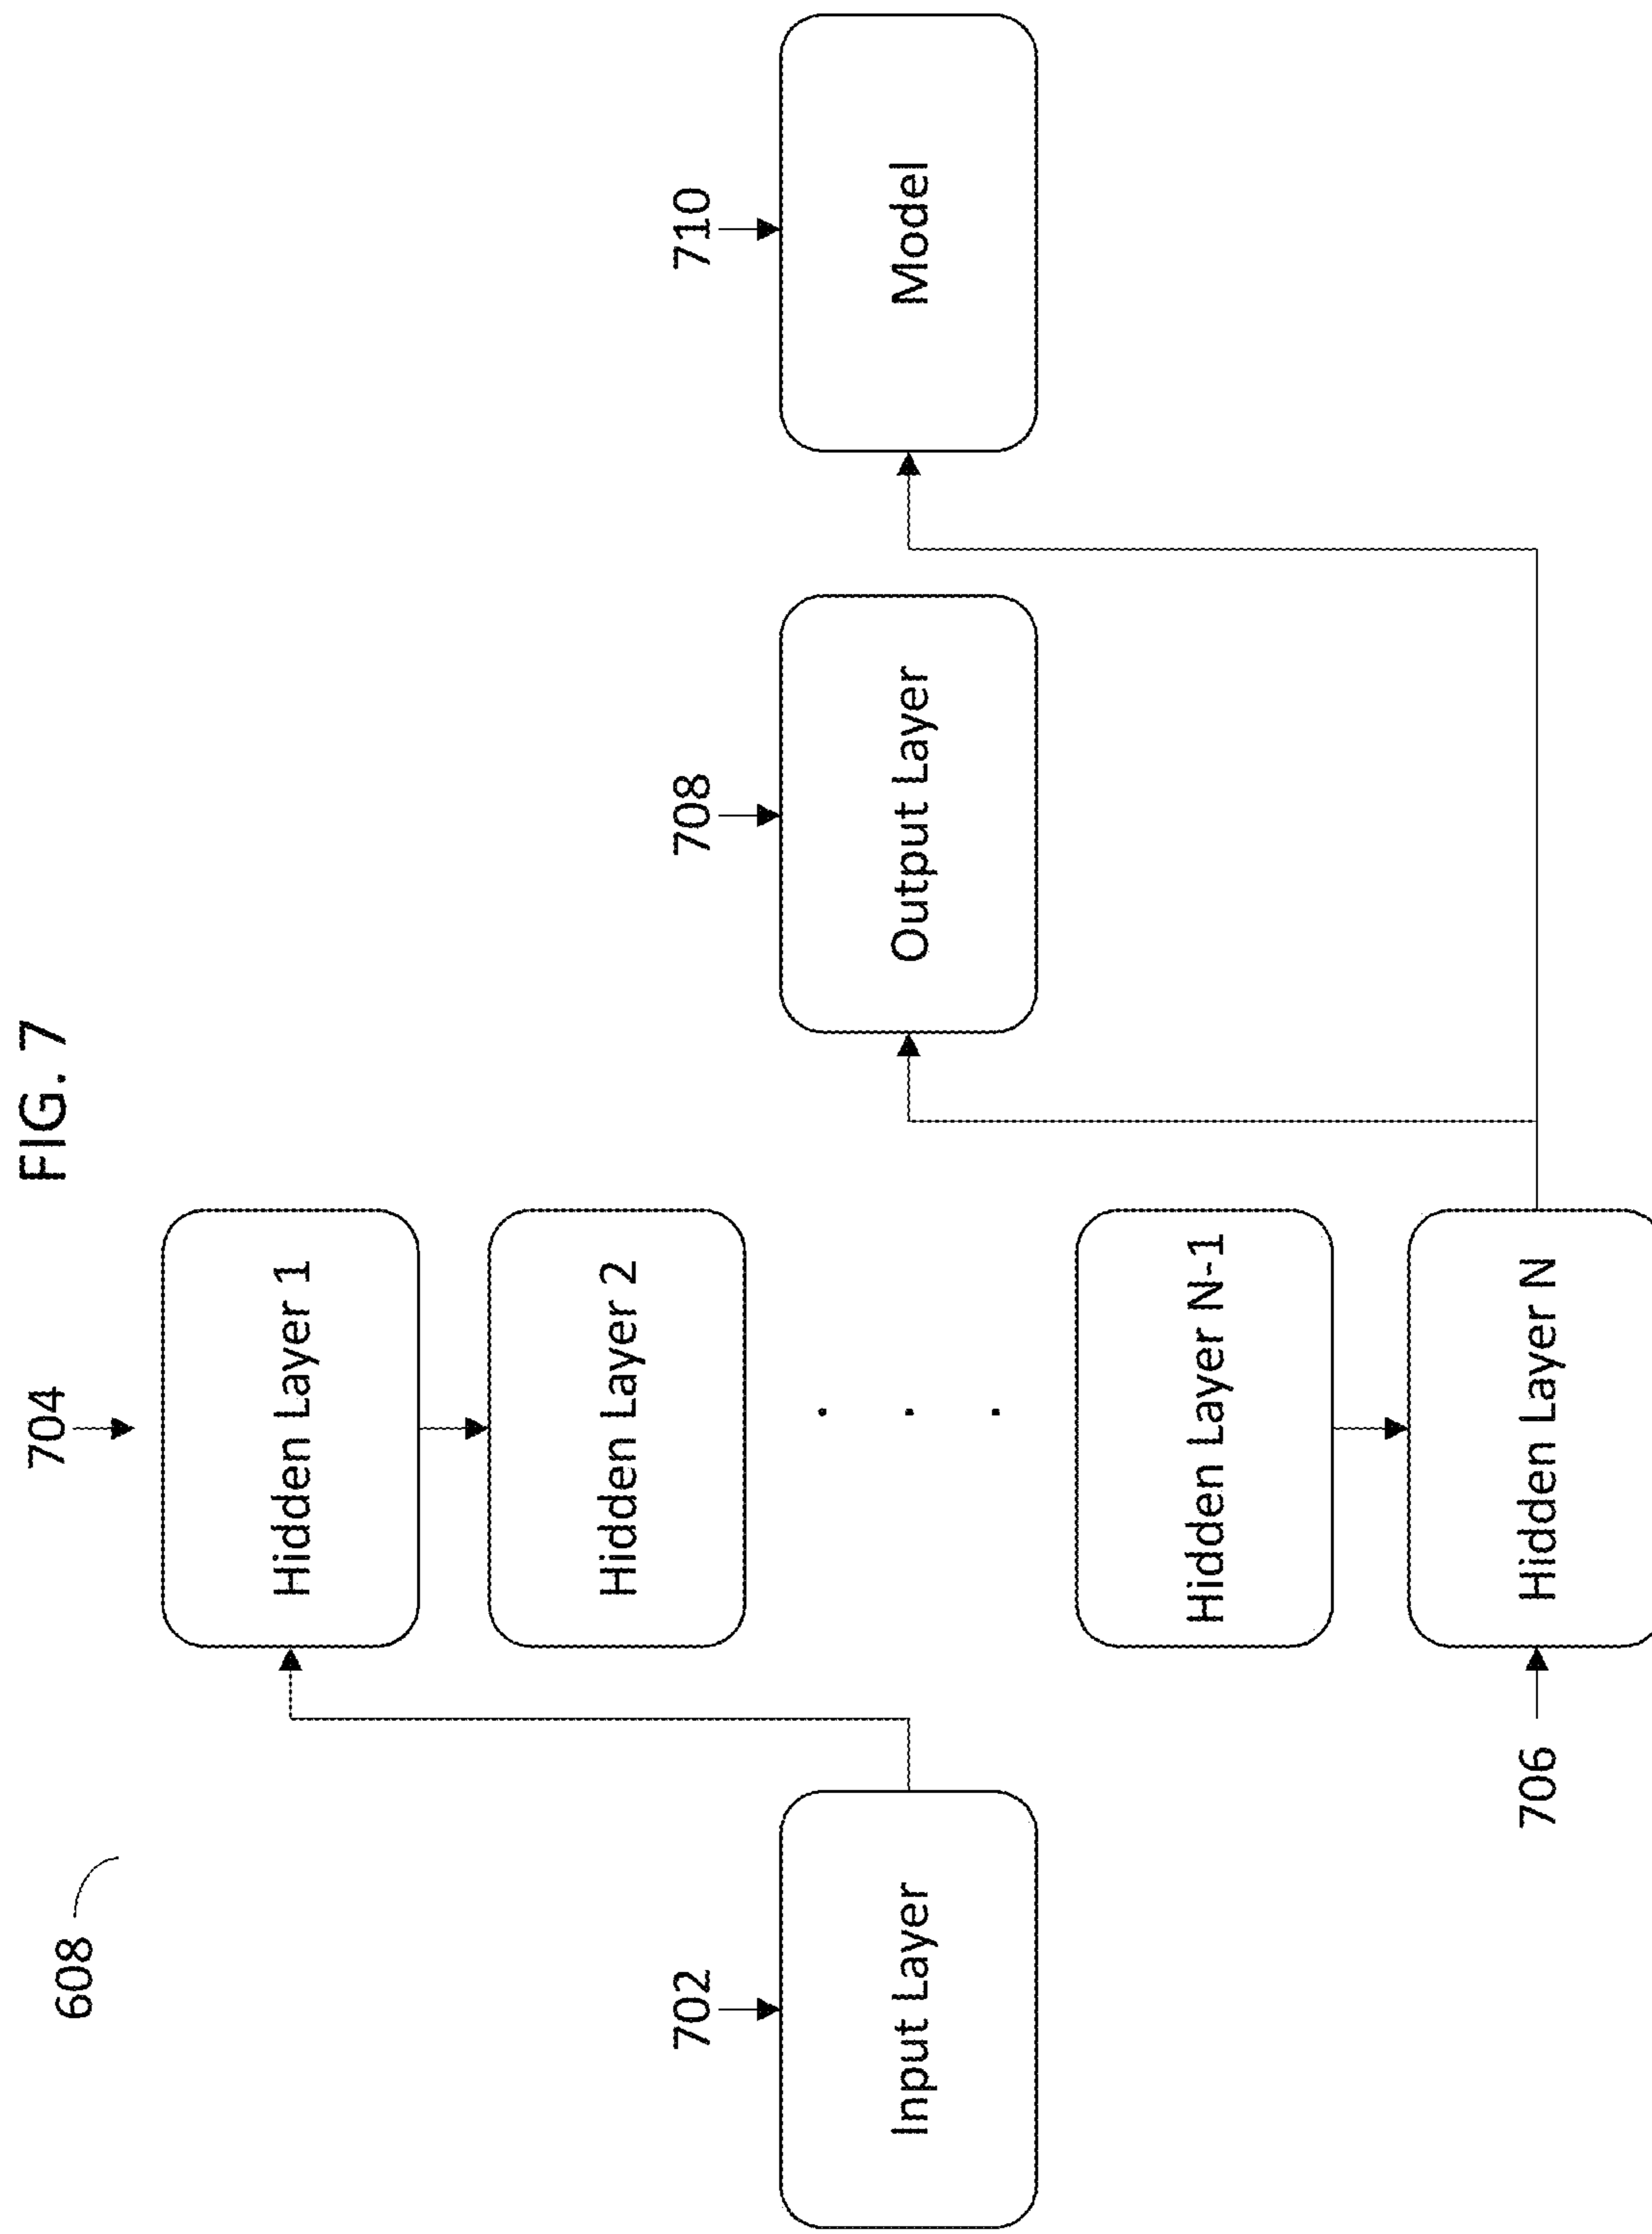 FIG. 7
608
704
Hidden Layer 1
Hidden Layer 2
.
.
.
Hidden Layer N-1
Hidden Layer N
706
702
Input Layer
708
Output Layer
710
Model